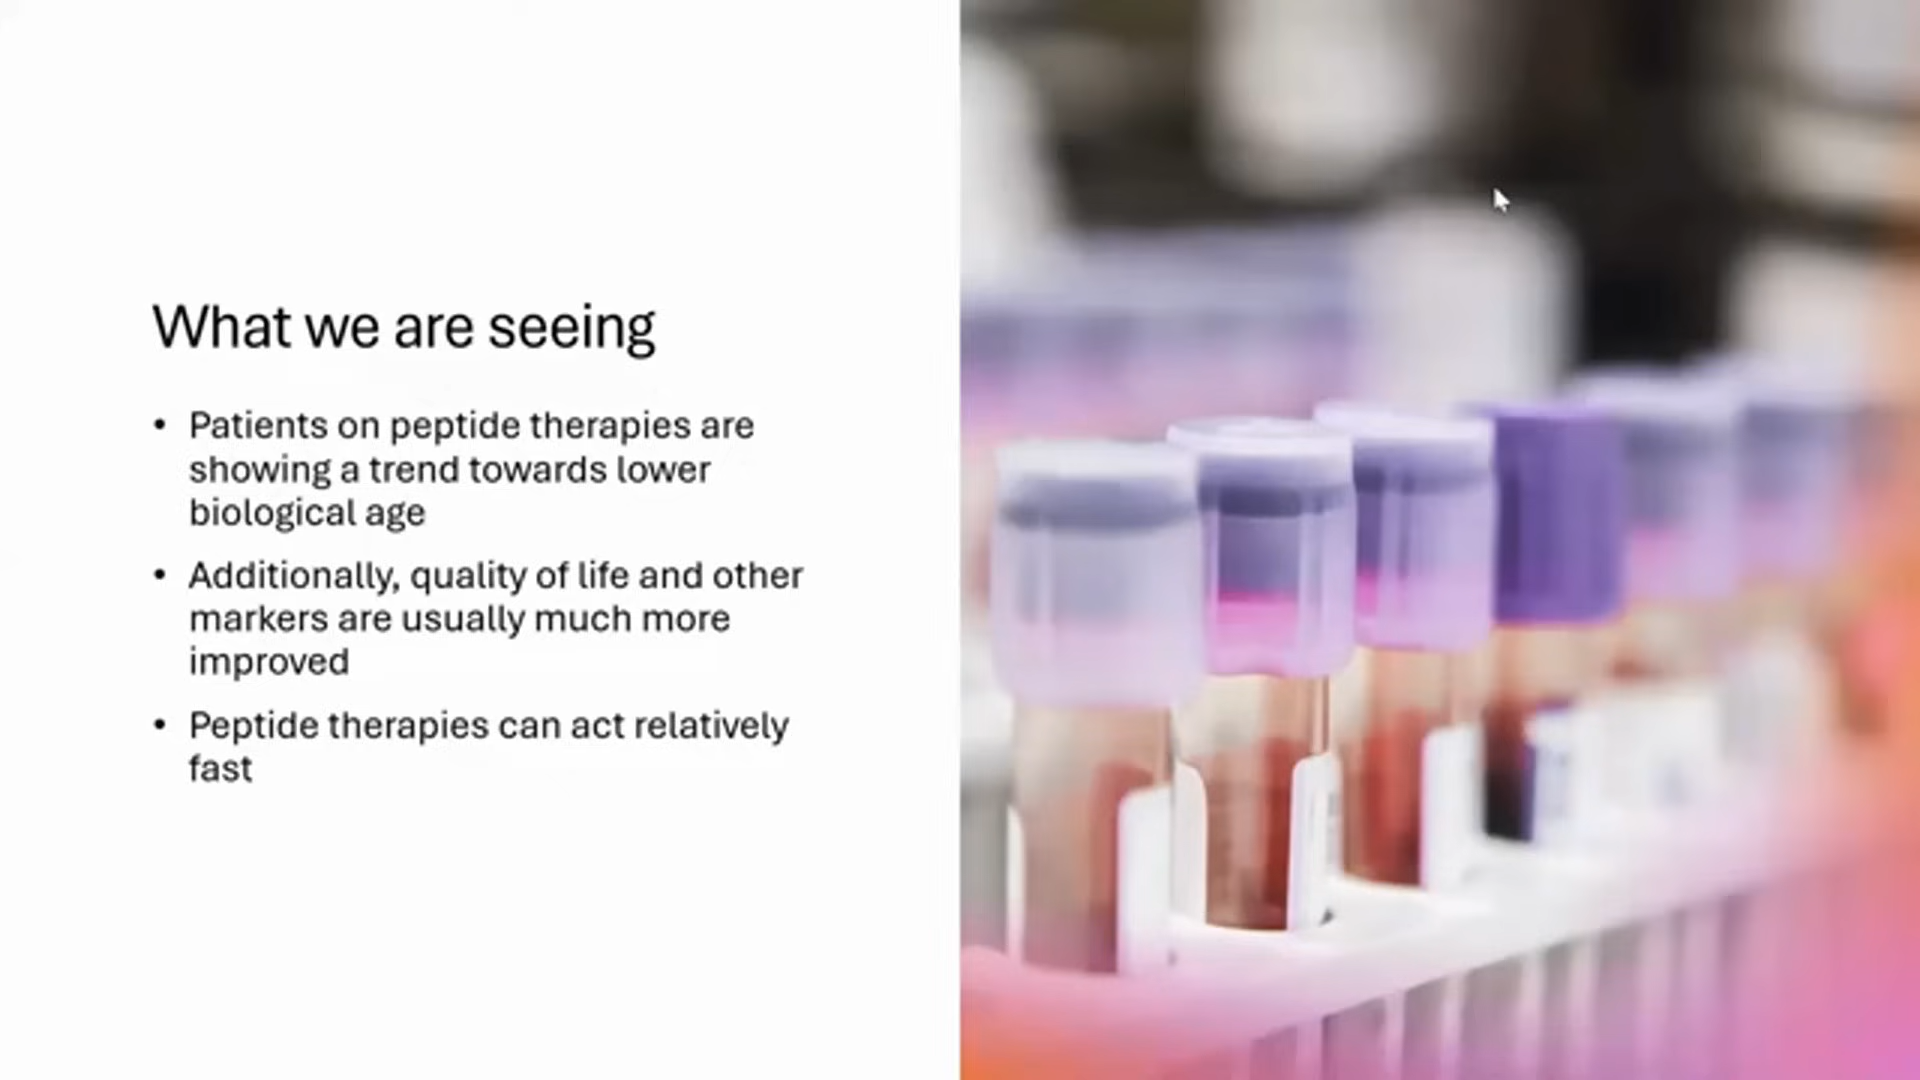 What we are seeing
• Patients on peptide therapies are
showing a trend towards lower
biological age
• Additionally, quality of life and other
markers are usually much more
improved
• Peptide therapies can act relatively
fast